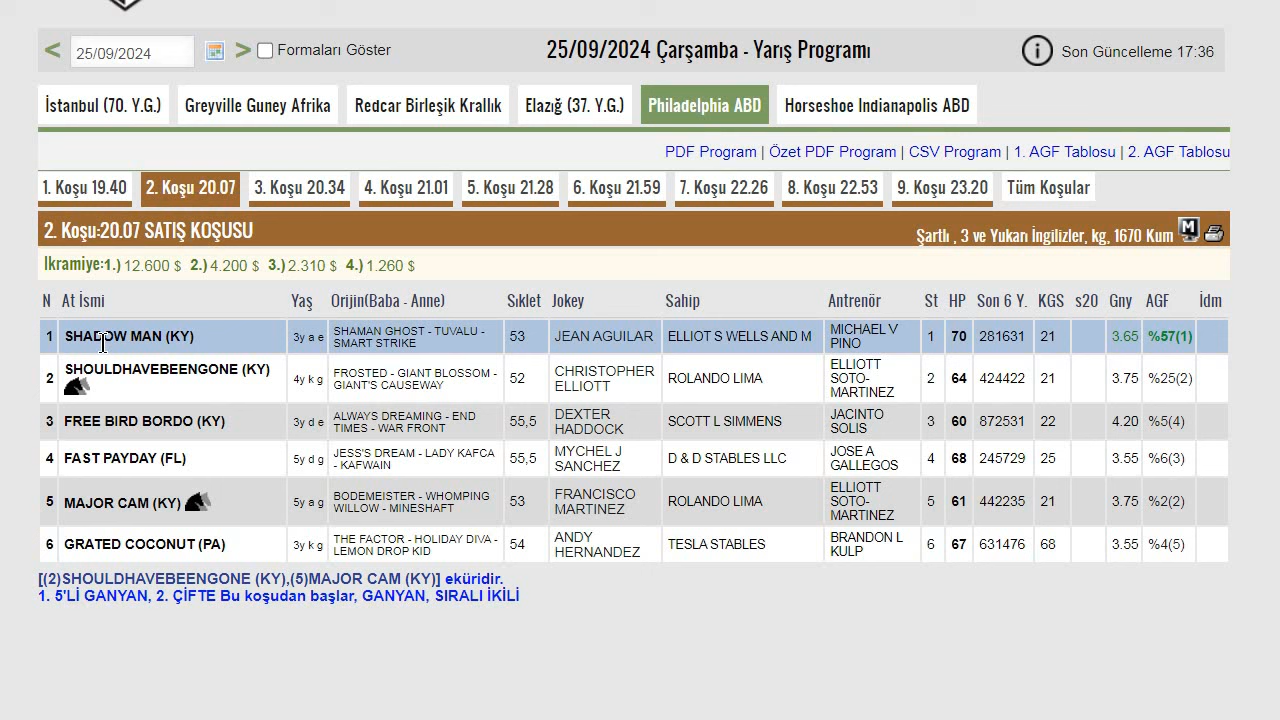 25/09/2024 Formaları Göster 25/09/2024 Çarşamba - Yarış Programı Son Güncelleme 17:36
İstanbul (70. Y.G.) Greyville Guney Afrika Redcar Birleşik Krallık Elazığ (37. Y.G.) Philadelphia ABD Horseshoe Indianapolis ABD
PDF Program | Özet PDF Program | CSV Program | 1. AGF Tablosu | 2. AGF Tablosu
1. Koşu 19.40 2. Koşu 20.07 3. Koşu 20.34 4. Koşu 21.01 5. Koşu 21.28 6. Koşu 21.59 7. Koşu 22.26 8. Koşu 22.53 9. Koşu 23.20 Tüm Koşular
2. Koşu:20.07 SATIŞ KOŞUSU Şartlı , 3 ve Yukarı İngilizler, kg, 1670 Kum M
İkramiye:1.) 12.600 $ 2.) 4.200 $ 3.) 2.310 $ 4.) 1.260 $
N At İsmi Yaş Orijin(Baba - Anne) Sıklet Jokey Sahip Antrenör St HP Son 6 Y. KGS s20 Gny AGF İdm
1 SHADOW MAN (KY) 3y a e SHAMAN GHOST - TUVALU - SMART STRIKE 53 JEAN AGUILAR ELLIOT S WELLS AND M MICHAEL V PINO 1 70 281631 21 3.65 %57(1)
2 SHOULDHAVEBEENGONE (KY) 4y k g FROSTED - GIANT BLOSSOM - GIANT'S CAUSEWAY 52 CHRISTOPHER ELLIOTT ROLANDO LIMA ELLIOTT SOTO-MARTINEZ 2 64 424422 21 3.75 %25(2)
3 FREE BIRD BORDO (KY) 3y d e ALWAYS DREAMING - END TIMES - WAR FRONT 55,5 DEXTER HADDOCK SCOTT L SIMMENS JACINTO SOLIS 3 60 872531 22 4.20 %5(4)
4 FAST PAYDAY (FL) 5y d g JESS'S DREAM - LADY KAFCA - KAFWAIN 55,5 MYCHEL J SANCHEZ D & D STABLES LLC JOSE A GALLEGOS 4 68 245729 25 3.55 %6(3)
5 MAJOR CAM (KY) 5y a g BODEMEISTER - WHOMPING WILLOW - MINESHAFT 53 FRANCISCO MARTINEZ ROLANDO LIMA ELLIOTT SOTO-MARTINEZ 5 61 442235 21 3.75 %2(2)
6 GRATED COCONUT (PA) 3y k g THE FACTOR - HOLIDAY DIVA - LEMON DROP KID 54 ANDY HERNANDEZ TESLA STABLES BRANDON L KULP 6 67 631476 68 3.55 %4(5)
[(2)SHOULDHAVEBEENGONE (KY),(5)MAJOR CAM (KY)] eküridir.
1. 5'Lİ GANYAN, 2. ÇİFTE Bu koşudan başlar, GANYAN, SIRALI İKİLİ